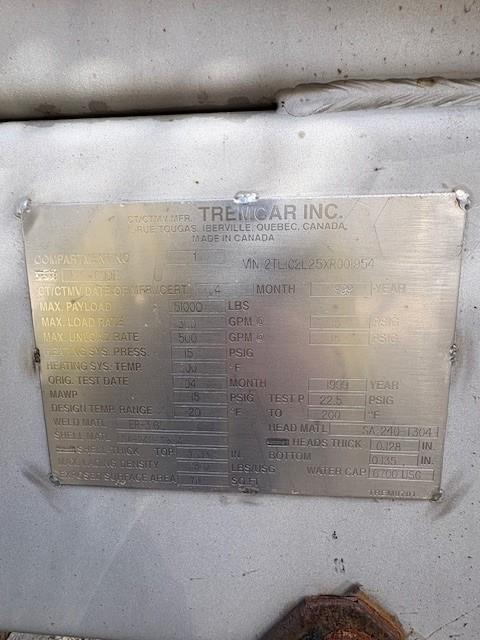 CT/CTMV MFR. TREMCAR INC.
RUE TOUGAS, IBERVILLE, QUEBEC, CANADA,
MADE IN CANADA
COMPARTMENT NO 1 VIN
CT/CTMV DATE OF MFR./CERT 4 MONTH YEAR
MAX. PAYLOAD 51000 LBS
MAX. LOAD RATE GPM @ PSIG
MAX. UNLOAD RATE 500 GPM @ PSIG
HEATING SYS. PRESS. 15 PSIG
HEATING SYS. TEMP. °F
ORIG. TEST DATE 04 MONTH 1999 YEAR
MAWP 15 PSIG TEST P. 22.5 PSIG
DESIGN TEMP. RANGE 20 °F TO 200 °F
WELD MATL HEAD MATL SA-240-T304
SHELL MATL HEADS THICK 0.128 IN.
SHELL THICK TOP IN. BOTTOM 0.135 IN.
MAX LADING DENSITY LBS/USG WATER CAP. 6700 USG
EXPOSED SURFACE AREA SQ.FT.